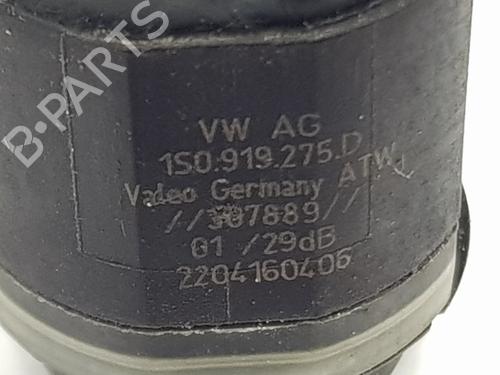 B-PARTS
VW AG
1S0.919.275.D
Valeo Germany ATW
//307889//
01 /29dB
2204160406